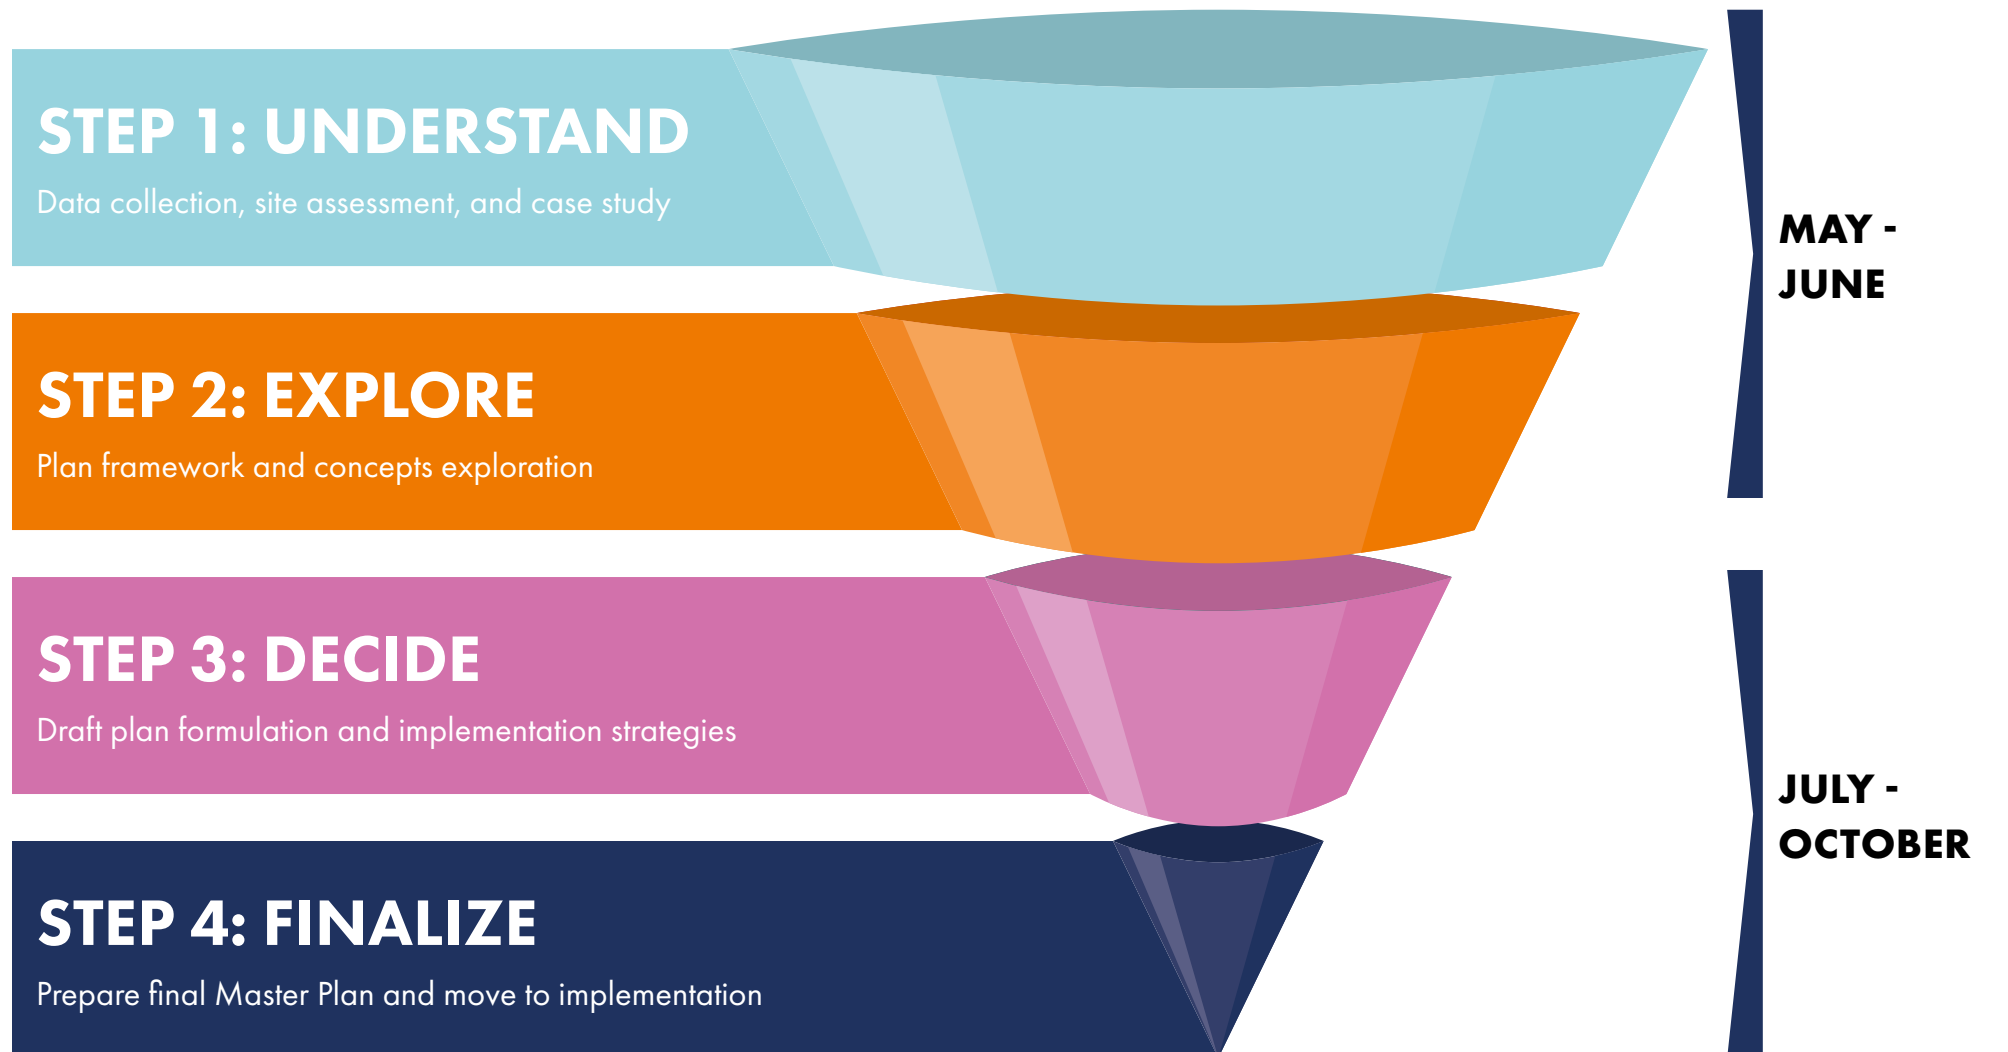 STEP 1: UNDERSTAND
Data collection, site assessment, and case study
MAY -
JUNE
STEP 2: EXPLORE
Plan framework and concepts exploration
STEP 3: DECIDE
Draft plan formulation and implementation strategies
JULY -
OCTOBER
STEP 4: FINALIZE
Prepare final Master Plan and move to implementation